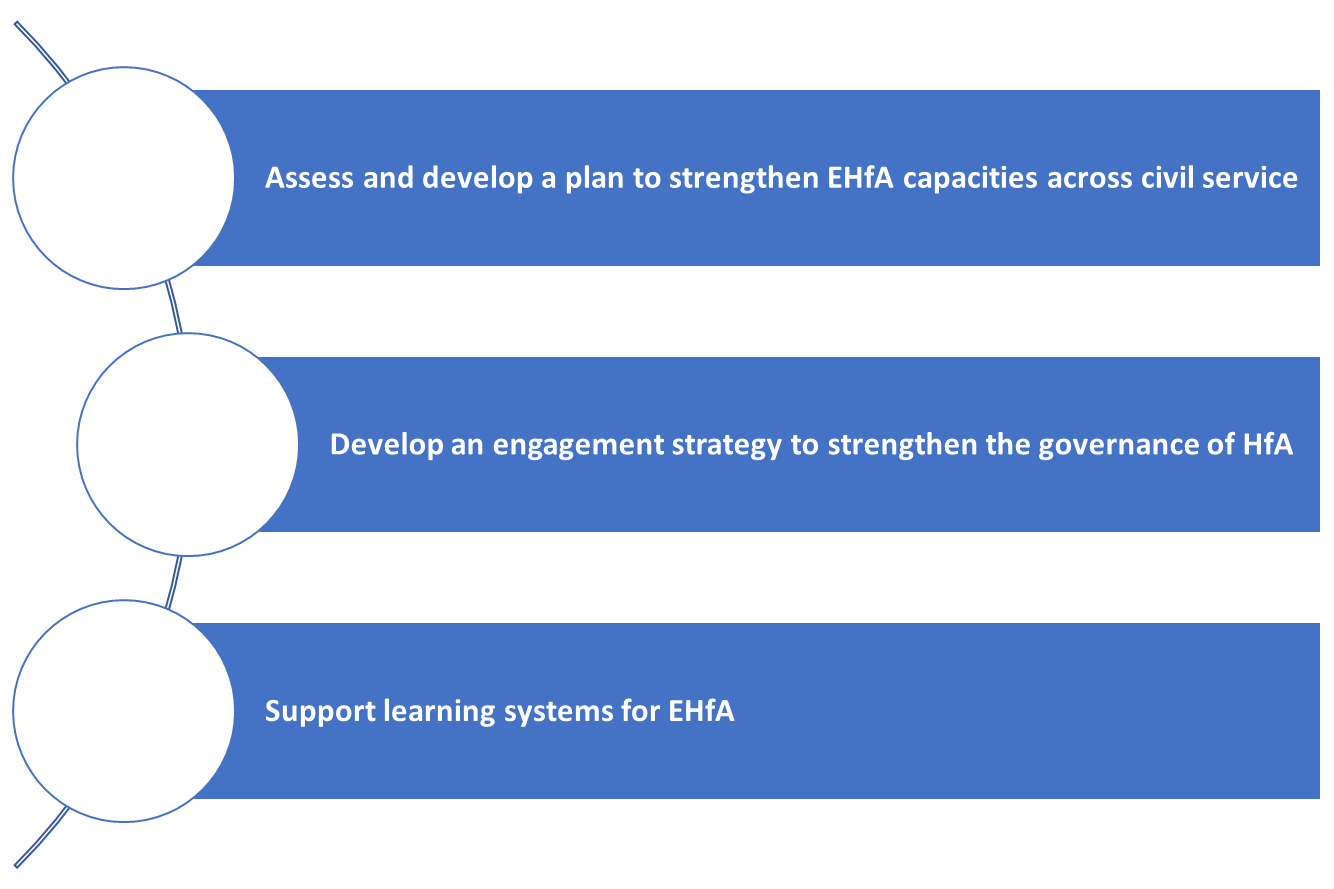 Assess and develop a plan to strengthen EHfA capacities across civil service
Develop an engagement strategy to strengthen the governance of HfA
Support learning systems for EHfA